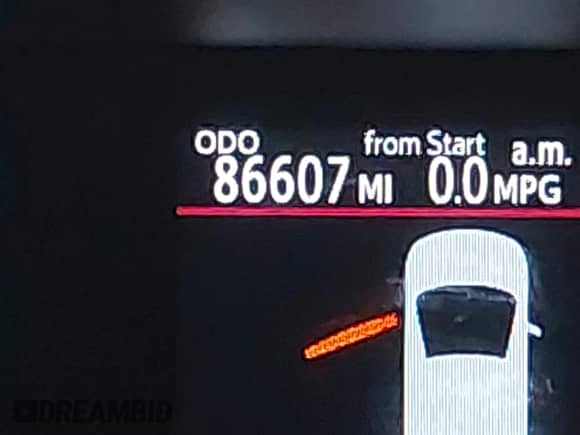 ODO from Start a.m.
86607 MI 0.0 MPG
DREAMBID